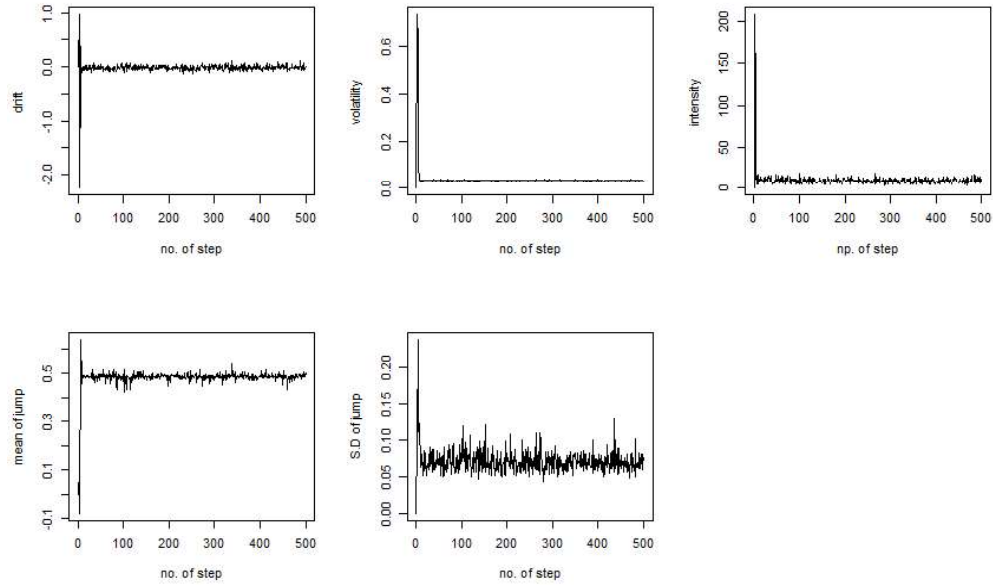 drift
1.0
0.0
-1.0
-2.0
0 100 200 300 400 500
no. of step
volatility
0.6
0.4
0.2
0.0
0 100 200 300 400 500
no. of step
intensity
200
150
100
50
0
0 100 200 300 400 500
np. of step
mean of jump
0.5
0.3
0.1
-0.1
0 100 200 300 400 500
no. of step
S.D of jump
0.20
0.15
0.10
0.05
0.00
0 100 200 300 400 500
no. of step